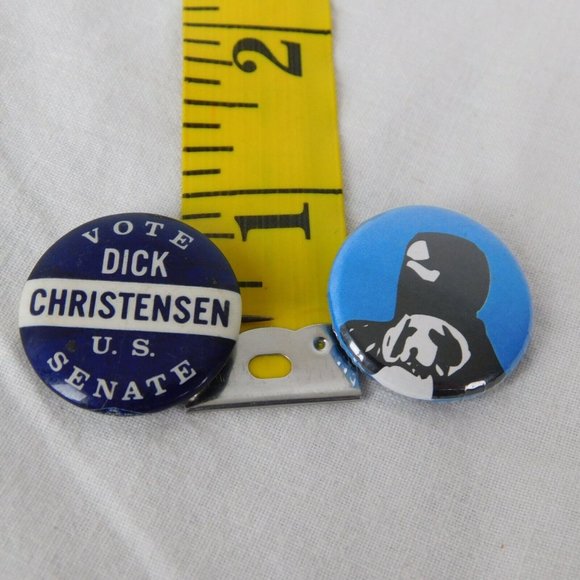 VOTE
DICK
CHRISTENSEN
U. S.
SENATE
2
1